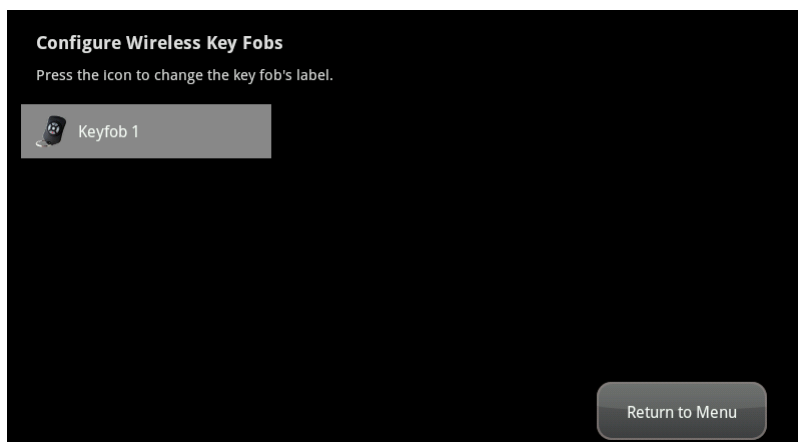 Configure Wireless Key Fobs
Press the icon to change the key fob's label.
Keyfob 1
Return to Menu